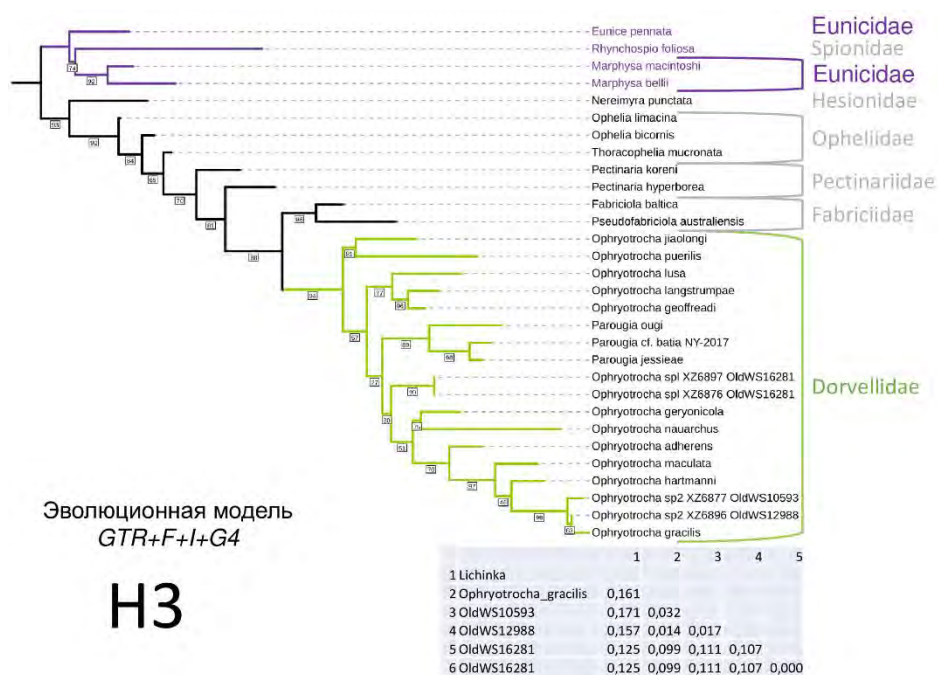 Eunice pennata
Eunicidae
Rhynchospio foliosa
Spionidae
Marphysa macintoshi
Marphysa bellii
Eunicidae
Nereimyra punctata
Hesionidae
Ophelia limacina
Ophelia bicornis
Thoracophelia mucronata
Opheliidae
Pectinaria koreni
Pectinaria hyperborea
Pectinariidae
Fabriciola baltica
Pseudofabriciola australiensis
Fabriciidae
Ophryotrocha jiaolongi
Ophryotrocha puerilis
Ophryotrocha lusa
Ophryotrocha langstrumpae
Ophryotrocha geoffreadi
Parougia ougi
Parougia cf. batia NY-2017
Parougia jessieae
Ophryotrocha spl XZ6897 OldWS16281
Ophryotrocha spl XZ6876 OldWS16281
Dorvellidae
Ophryotrocha geryonicola
Ophryotrocha nauarchus
Ophryotrocha adherens
Ophryotrocha maculata
Ophryotrocha hartmanni
Ophryotrocha sp2 XZ6877 OldWS10593
Ophryotrocha sp2 XZ6896 OldWS12988
Ophryotrocha gracilis
Эволюционная модель
GTR+F+I+G4
H3
1 2 3 4 5
1 Lichinka
2 Ophryotrocha_gracilis 0,161
3 OldWS10593 0,171 0,032
4 OldWS12988 0,157 0,014 0,017
5 OldWS16281 0,125 0,099 0,111 0,107
6 OldWS16281 0,125 0,099 0,111 0,107 0,000